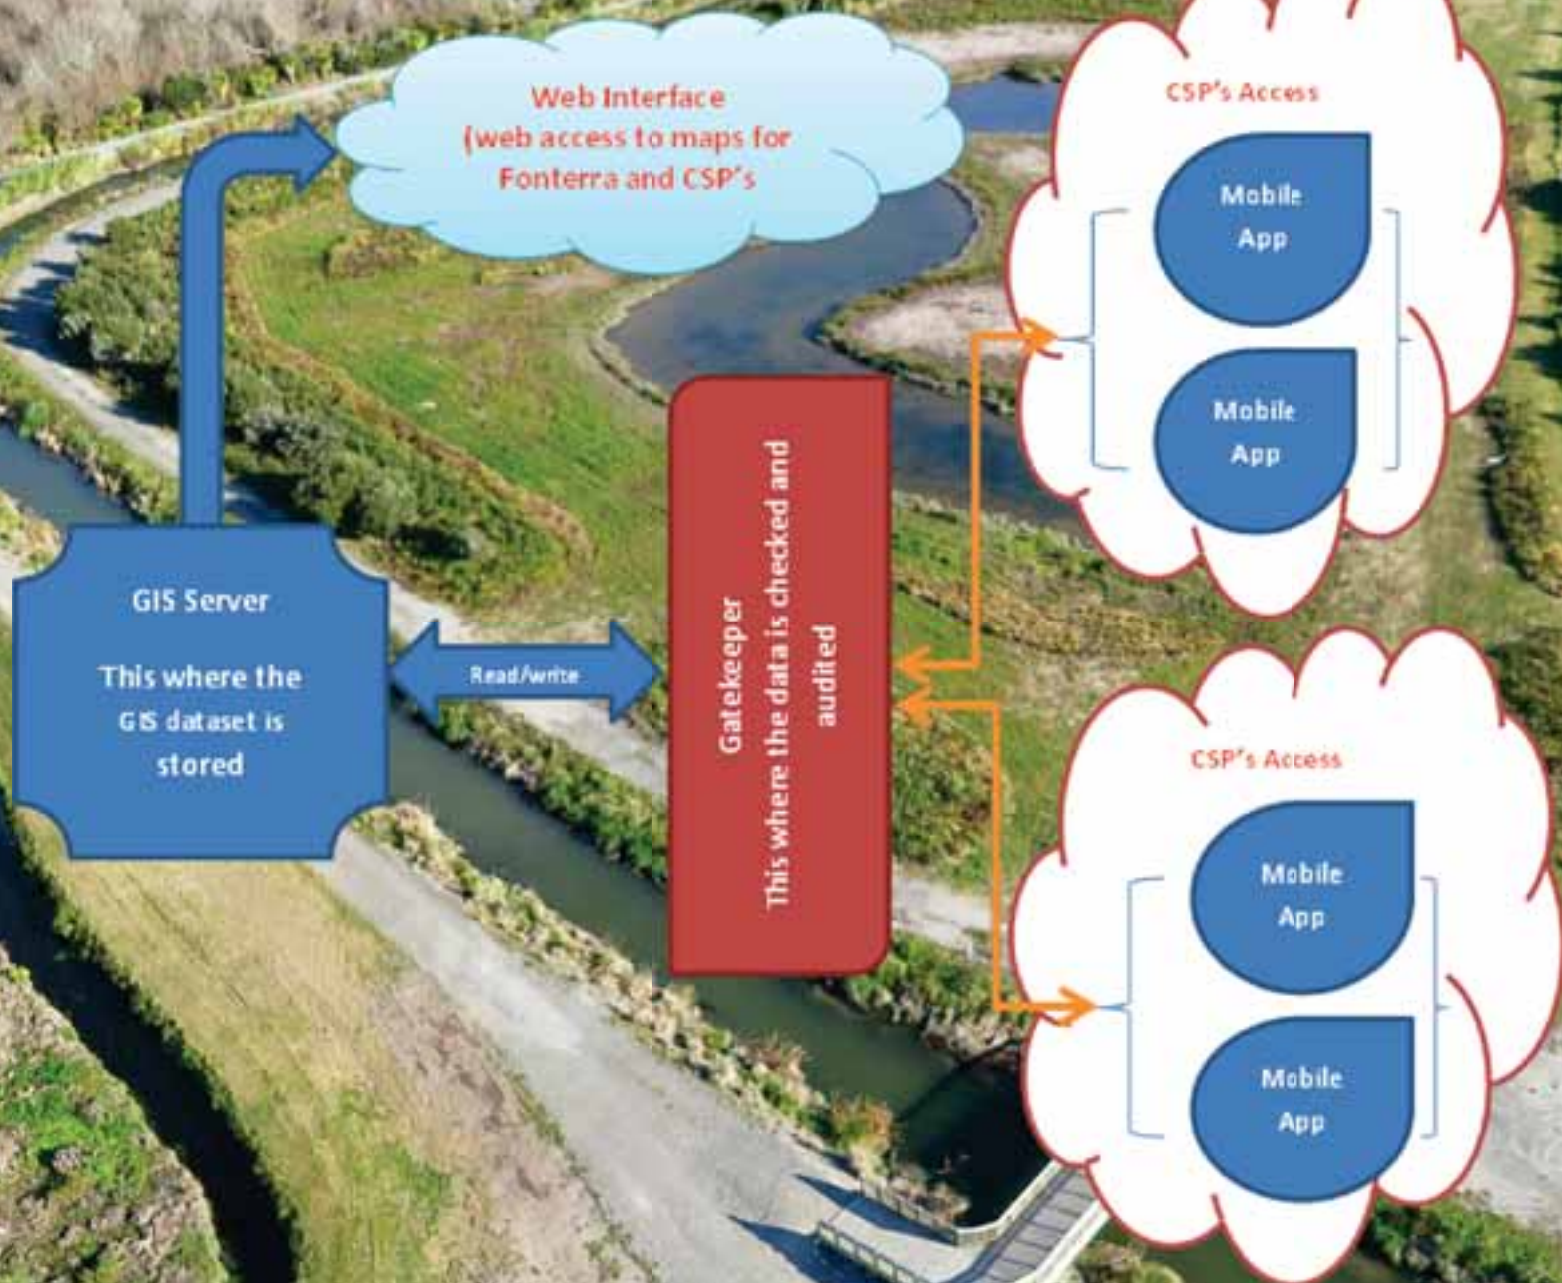 Web Interface
(web access to maps for
Fonterra and CSP's
CSP's Access
Mobile
App
Mobile
App
GIS Server
This where the
GIS dataset is
stored
Read/write
Gatekeeper
This where the data is checked and
audited
CSP's Access
Mobile
App
Mobile
App